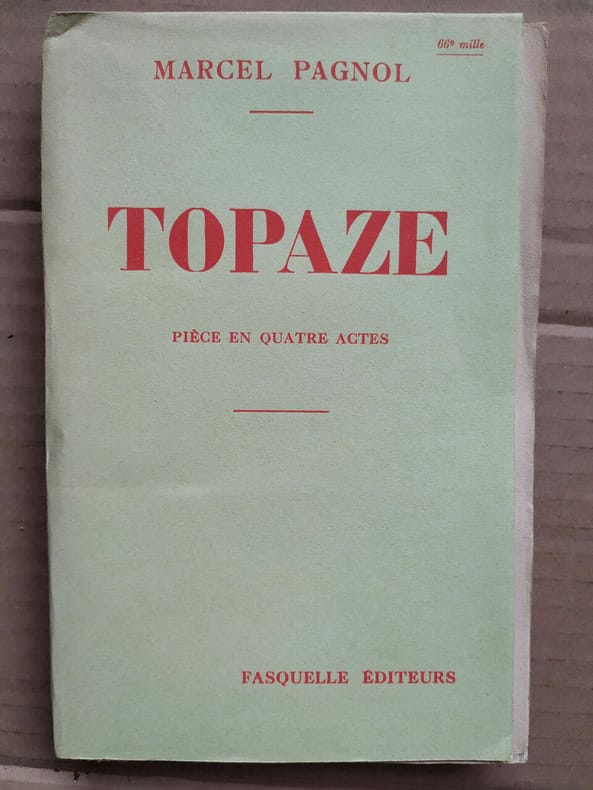 66e mille
MARCEL PAGNOL
TOPAZE
PIÈCE EN QUATRE ACTES
FASQUELLE ÉDITEURS